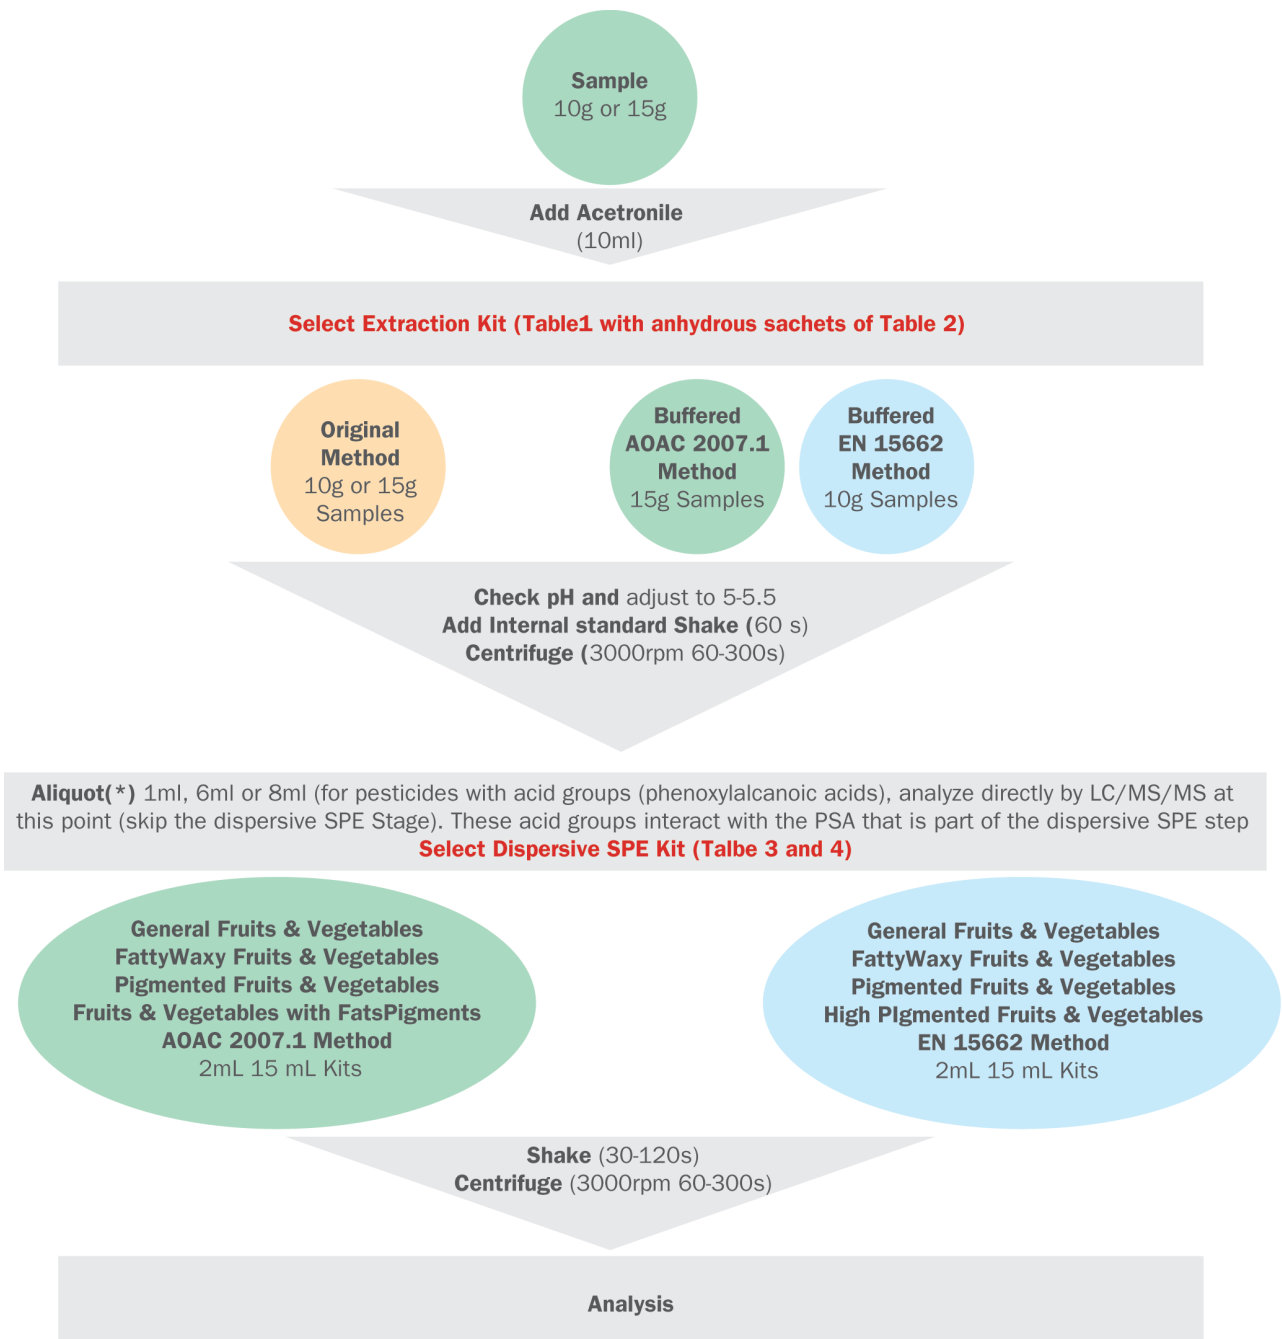 Sample
10g or 15g
Add Acetronile
(10ml)
Select Extraction Kit (Table1 with anhydrous sachets of Table 2)
Original
Method
10g or 15g
Samples
Buffered
AOAC 2007.1
Method
15g Samples
Buffered
EN 15662
Method
10g Samples
Check pH and adjust to 5-5.5
Add Internal standard Shake (60 s)
Centrifuge (3000rpm 60-300s)
Aliquot(*) 1ml, 6ml or 8ml (for pesticides with acid groups (phenoxylalcanoic acids), analyze directly by LC/MS/MS at
this point (skip the dispersive SPE Stage). These acid groups interact with the PSA that is part of the dispersive SPE step
Select Dispersive SPE Kit (Talbe 3 and 4)
General Fruits & Vegetables
FattyWaxy Fruits & Vegetables
Pigmented Fruits & Vegetables
Fruits & Vegetables with FatsPigments
AOAC 2007.1 Method
2mL 15 mL Kits
General Fruits & Vegetables
FattyWaxy Fruits & Vegetables
Pigmented Fruits & Vegetables
High PIgmented Fruits & Vegetables
EN 15662 Method
2mL 15 mL Kits
Shake (30-120s)
Centrifuge (3000rpm 60-300s)
Analysis